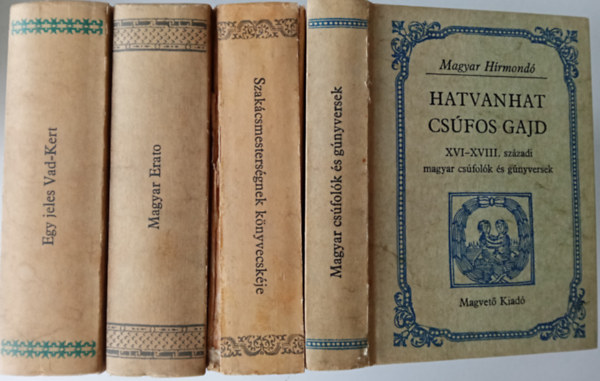 Egy jeles Vad-Kert
Magyar Erato
Szakácsmesterségnek könyvecskéje
Magyar csúfolók és gúnyversek
Magyar Hirmondó
HATVANHAT
CSÚFOS GAJD
XVI–XVIII. századi
magyar csúfolók és gúnyversek
Magvető Kiadó